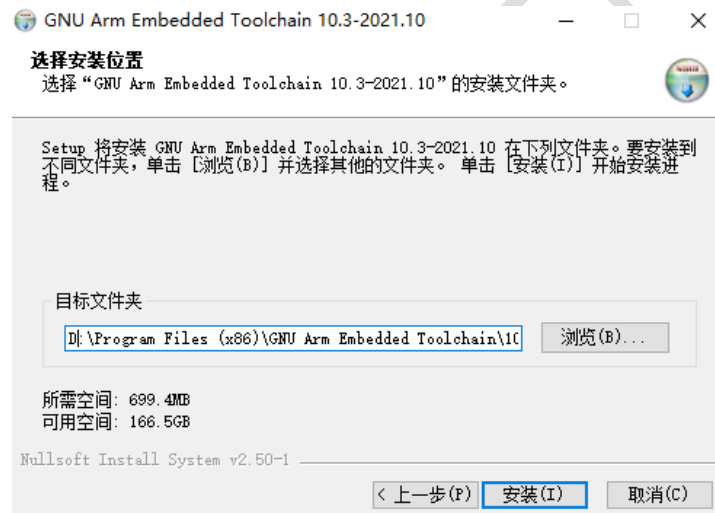 GNU Arm Embedded Toolchain 10.3-2021.10
选择安装位置
选择“GNU Arm Embedded Toolchain 10.3-2021.10”的安装文件夹。
Setup 将安装 GNU Arm Embedded Toolchain 10.3-2021.10 在下列文件夹。要安装到
不同文件夹，单击 [浏览(B)] 并选择其他的文件夹。 单击 [安装(I)] 开始安装进
程。
目标文件夹
D:\Program Files (x86)\GNU Arm Embedded Toolchain\10
浏览(B)...
所需空间: 699.4MB
可用空间: 166.5GB
Nullsoft Install System v2.50-1
< 上一步(P)
安装(I)
取消(C)